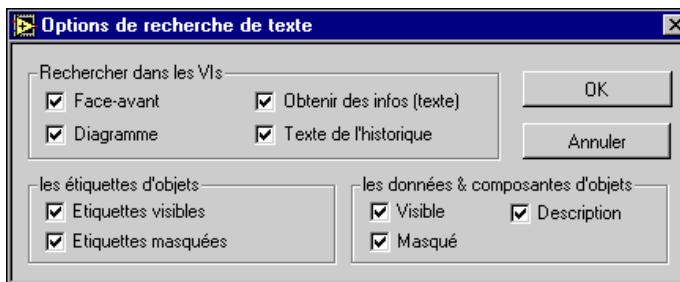 Options de recherche de texte
Rechercher dans les VIs
Face-avant
Obtenir des infos (texte)
OK
Diagramme
Texte de l'historique
Annuler
les étiquettes d'objets
les données & composantes d'objets
Etiquettes visibles
Visible
Description
Etiquettes masquées
Masqué